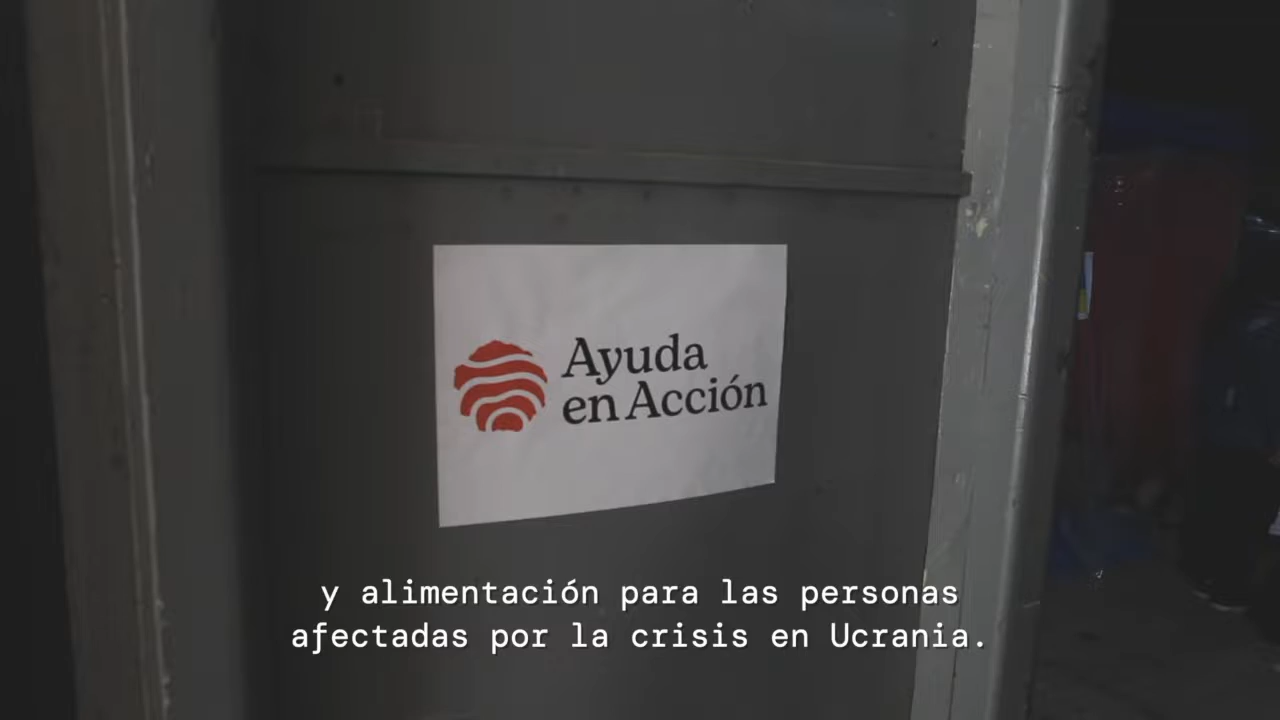 Ayuda
en Acción
y alimentación para las personas
afectadas por la crisis en Ucrania.